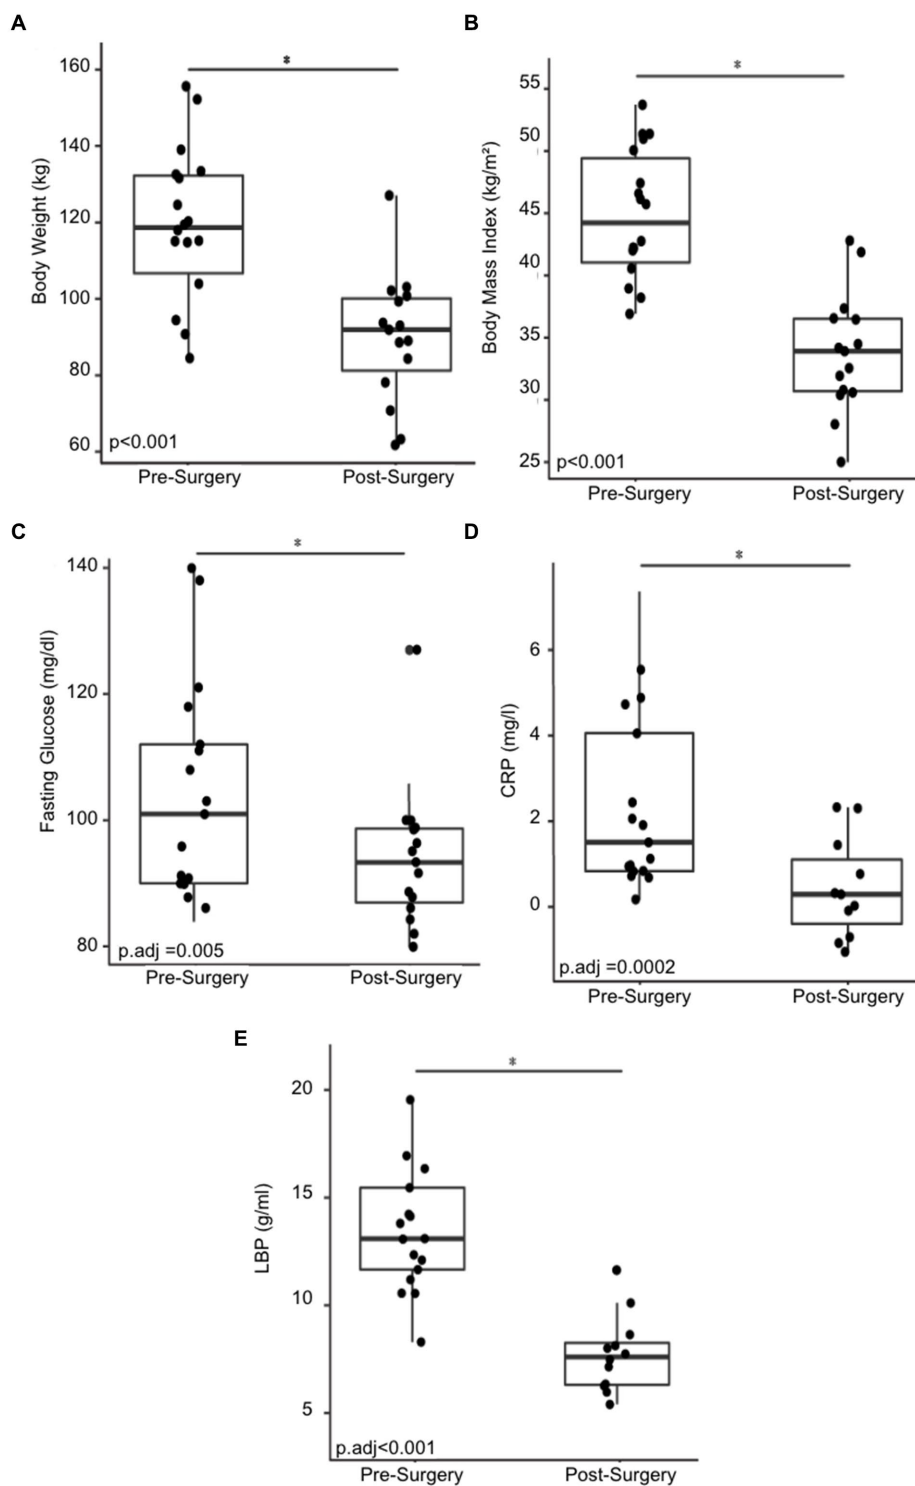 A
B
*
*
160
140
120
100
80
60
Body Weight (kg)
p<0.001
Pre-Surgery Post-Surgery
55
50
45
40
35
30
25
Body Mass Index (kg/m²)
p<0.001
Pre-Surgery Post-Surgery
C
D
*
*
140
120
100
80
Fasting Glucose (mg/dl)
p.adj =0.005
Pre-Surgery Post-Surgery
6
4
2
0
CRP (mg/l)
p.adj =0.0002
Pre-Surgery Post-Surgery
E
*
20
15
10
5
LBP (g/ml)
p.adj<0.001
Pre-Surgery Post-Surgery